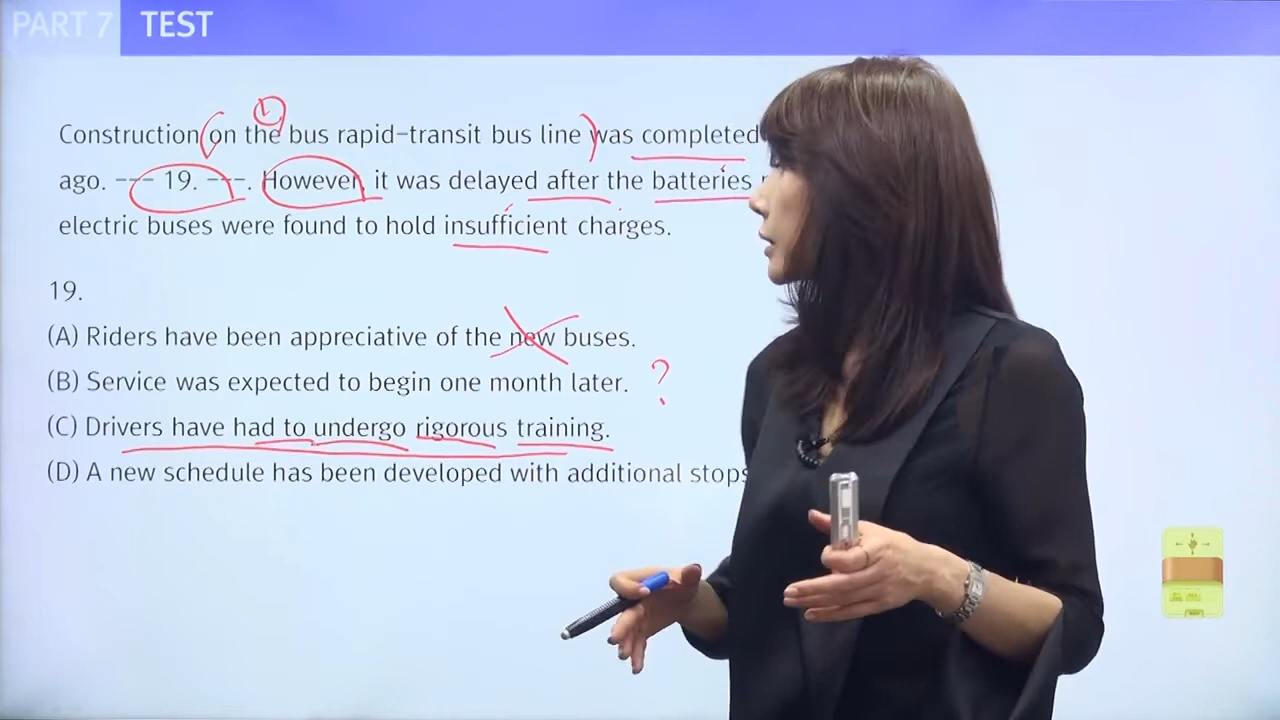 PART 7 TEST
Construction on the bus rapid-transit bus line was completed
ago. --- 19. ---. However, it was delayed after the batteries
electric buses were found to hold insufficient charges.
19.
(A) Riders have been appreciative of the new buses.
(B) Service was expected to begin one month later. ?
(C) Drivers have had to undergo rigorous training.
(D) A new schedule has been developed with additional stops